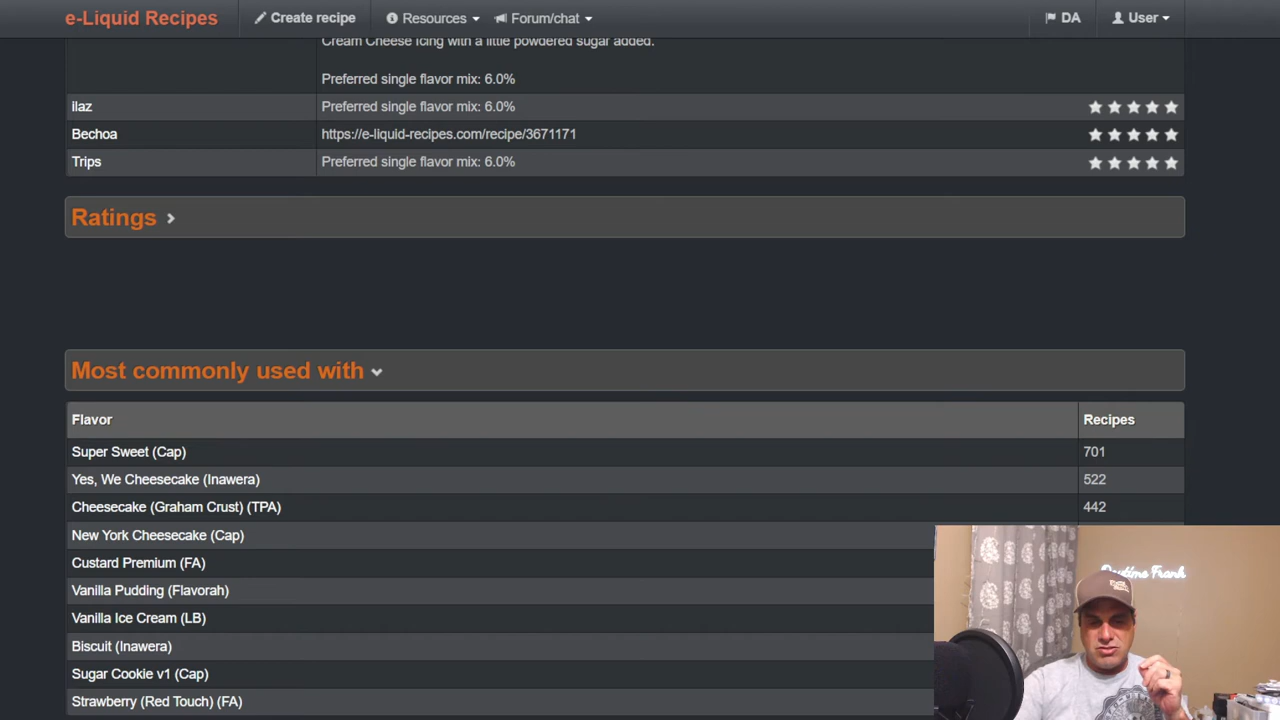 e-Liquid Recipes Create recipe Resources Forum/chat DA User
Cream Cheese Icing with a little powdered sugar added.
Preferred single flavor mix: 6.0%
ilaz Preferred single flavor mix: 6.0%
Bechoa https://e-liquid-recipes.com/recipe/3671171
Trips Preferred single flavor mix: 6.0%
Ratings
Most commonly used with
Flavor Recipes
Super Sweet (Cap) 701
Yes, We Cheesecake (Inawera) 522
Cheesecake (Graham Crust) (TPA) 442
New York Cheesecake (Cap)
Custard Premium (FA)
Vanilla Pudding (Flavorah)
Vanilla Ice Cream (LB)
Biscuit (Inawera)
Sugar Cookie v1 (Cap)
Strawberry (Red Touch) (FA)
Frank